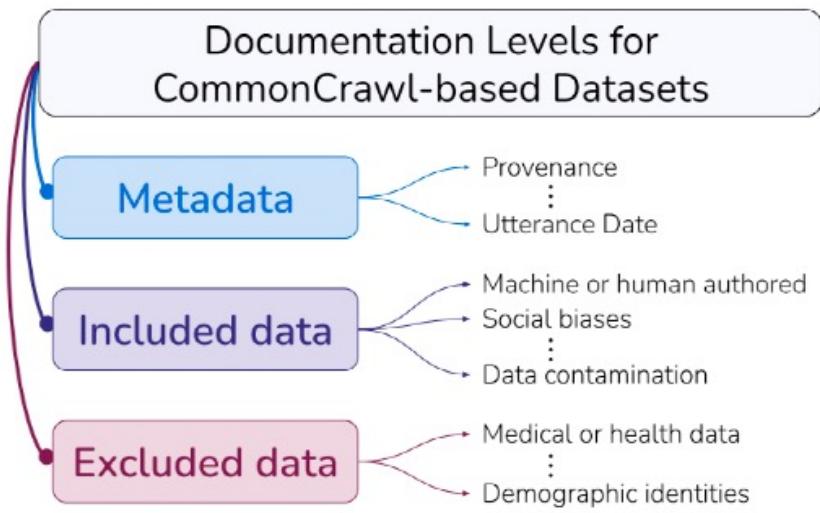 Documentation Levels for
CommonCrawl-based Datasets
Metadata
Provenance
Utterance Date
Included data
Machine or human authored
Social biases
Data contamination
Excluded data
Medical or health data
Demographic identities